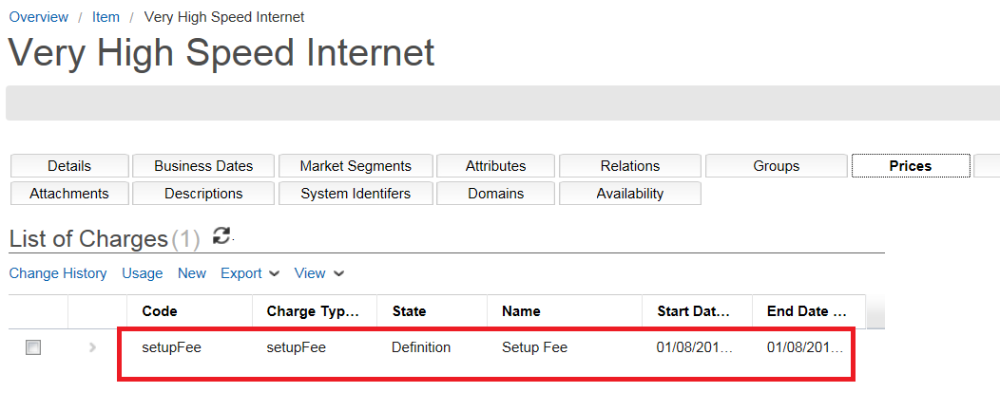 Overview / Item / Very High Speed Internet
Very High Speed Internet
Details Business Dates Market Segments Attributes Relations Groups Prices
Attachments Descriptions System Identifers Domains Availability
List of Charges (1)
Change History Usage New Export View
Code Charge Typ... State Name Start Dat... End Date ...
setupFee setupFee Definition Setup Fee 01/08/201... 01/08/201...